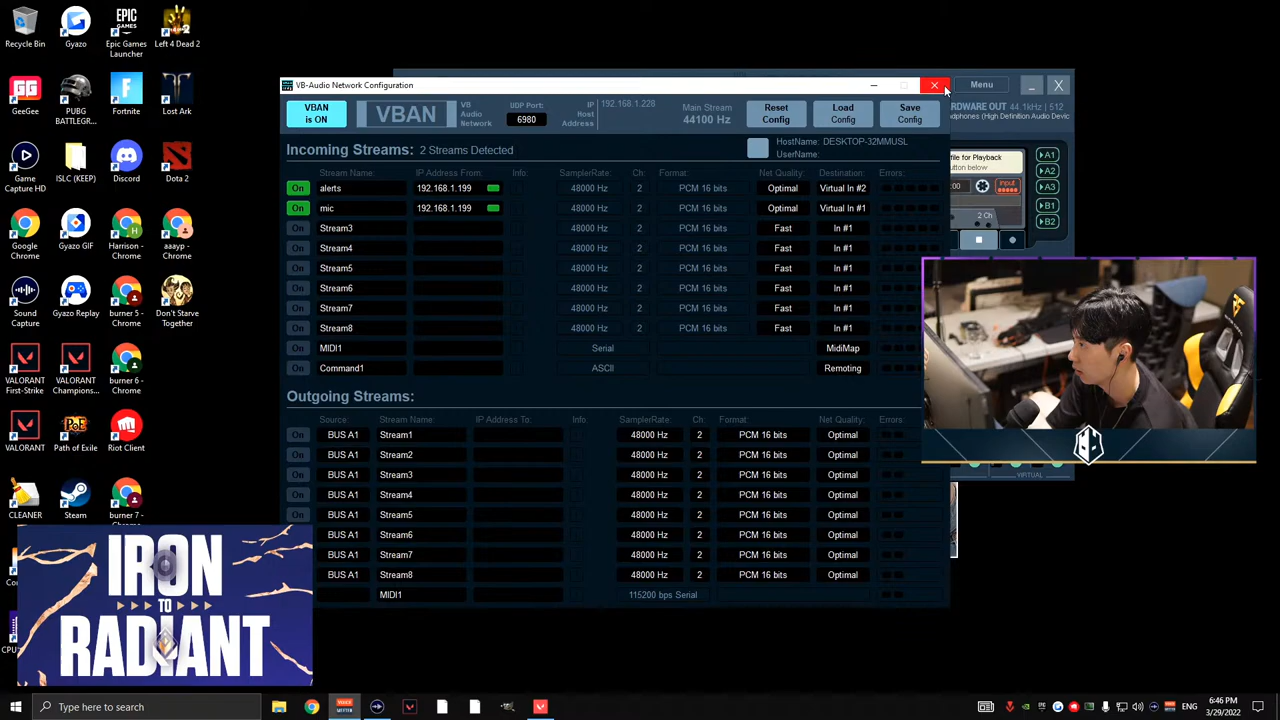 Recycle Bin
Gyazo
Epic Games
Launcher
Left 4 Dead 2
GeeGee
PUBG
BATTLEGR...
Fortnite
Lost Ark
Game
Capture HD
ISLC (KEEP)
Discord
Dota 2
Google
Chrome
Gyazo GIF
Harrison -
Chrome
aaayp -
Chrome
Sound
Capture
Gyazo Replay
burner 5 -
Chrome
Don't Starve
Together
VALORANT
First-Strike
VALORANT
Champions...
burner 6 -
Chrome
VALORANT
Path of Exile
Riot Client
CLEANER
Steam
burner 7 -
VB-Audio Network Configuration
VBAN
is ON
VBAN
VB
Audio
Network
UDP Port:
6980
IP
Host
Address
192.168.1.228
Main Stream
44100 Hz
Reset
Config
Load
Config
Save
Config
Incoming Streams: 2 Streams Detected
HostName: DESKTOP-32MMUSL
UserName:
Stream Name: IP Address From: Info: SamplerRate: Ch: Format: Net Quality: Destination: Errors:
On alerts 192.168.1.199 48000 Hz 2 PCM 16 bits Optimal Virtual In #2
On mic 192.168.1.199 48000 Hz 2 PCM 16 bits Optimal Virtual In #1
On Stream3 48000 Hz 2 PCM 16 bits Fast In #1
On Stream4 48000 Hz 2 PCM 16 bits Fast In #1
On Stream5 48000 Hz 2 PCM 16 bits Fast In #1
On Stream6 48000 Hz 2 PCM 16 bits Fast In #1
On Stream7 48000 Hz 2 PCM 16 bits Fast In #1
On Stream8 48000 Hz 2 PCM 16 bits Fast In #1
On MIDI1 Serial MidiMap
On Command1 ASCII Remoting
Outgoing Streams:
Source: Stream Name: IP Address To: Info: SamplerRate: Ch: Format: Net Quality: Errors:
On BUS A1 Stream1 48000 Hz 2 PCM 16 bits Optimal
On BUS A1 Stream2 48000 Hz 2 PCM 16 bits Optimal
On BUS A1 Stream3 48000 Hz 2 PCM 16 bits Optimal
On BUS A1 Stream4 48000 Hz 2 PCM 16 bits Optimal
On BUS A1 Stream5 48000 Hz 2 PCM 16 bits Optimal
BUS A1 Stream6 48000 Hz 2 PCM 16 bits Optimal
BUS A1 Stream7 48000 Hz 2 PCM 16 bits Optimal
BUS A1 Stream8 48000 Hz 2 PCM 16 bits Optimal
MIDI1 115200 bps Serial
Menu
X
RDWARE OUT 44.1kHz | 512
file for Playback
button below
:00
input
2 Ch
A1
A2
A3
B1
B2
VIRTUAL
IRON
TO
RADIANT
Type here to search
ENG
6:46 PM
3/29/2022